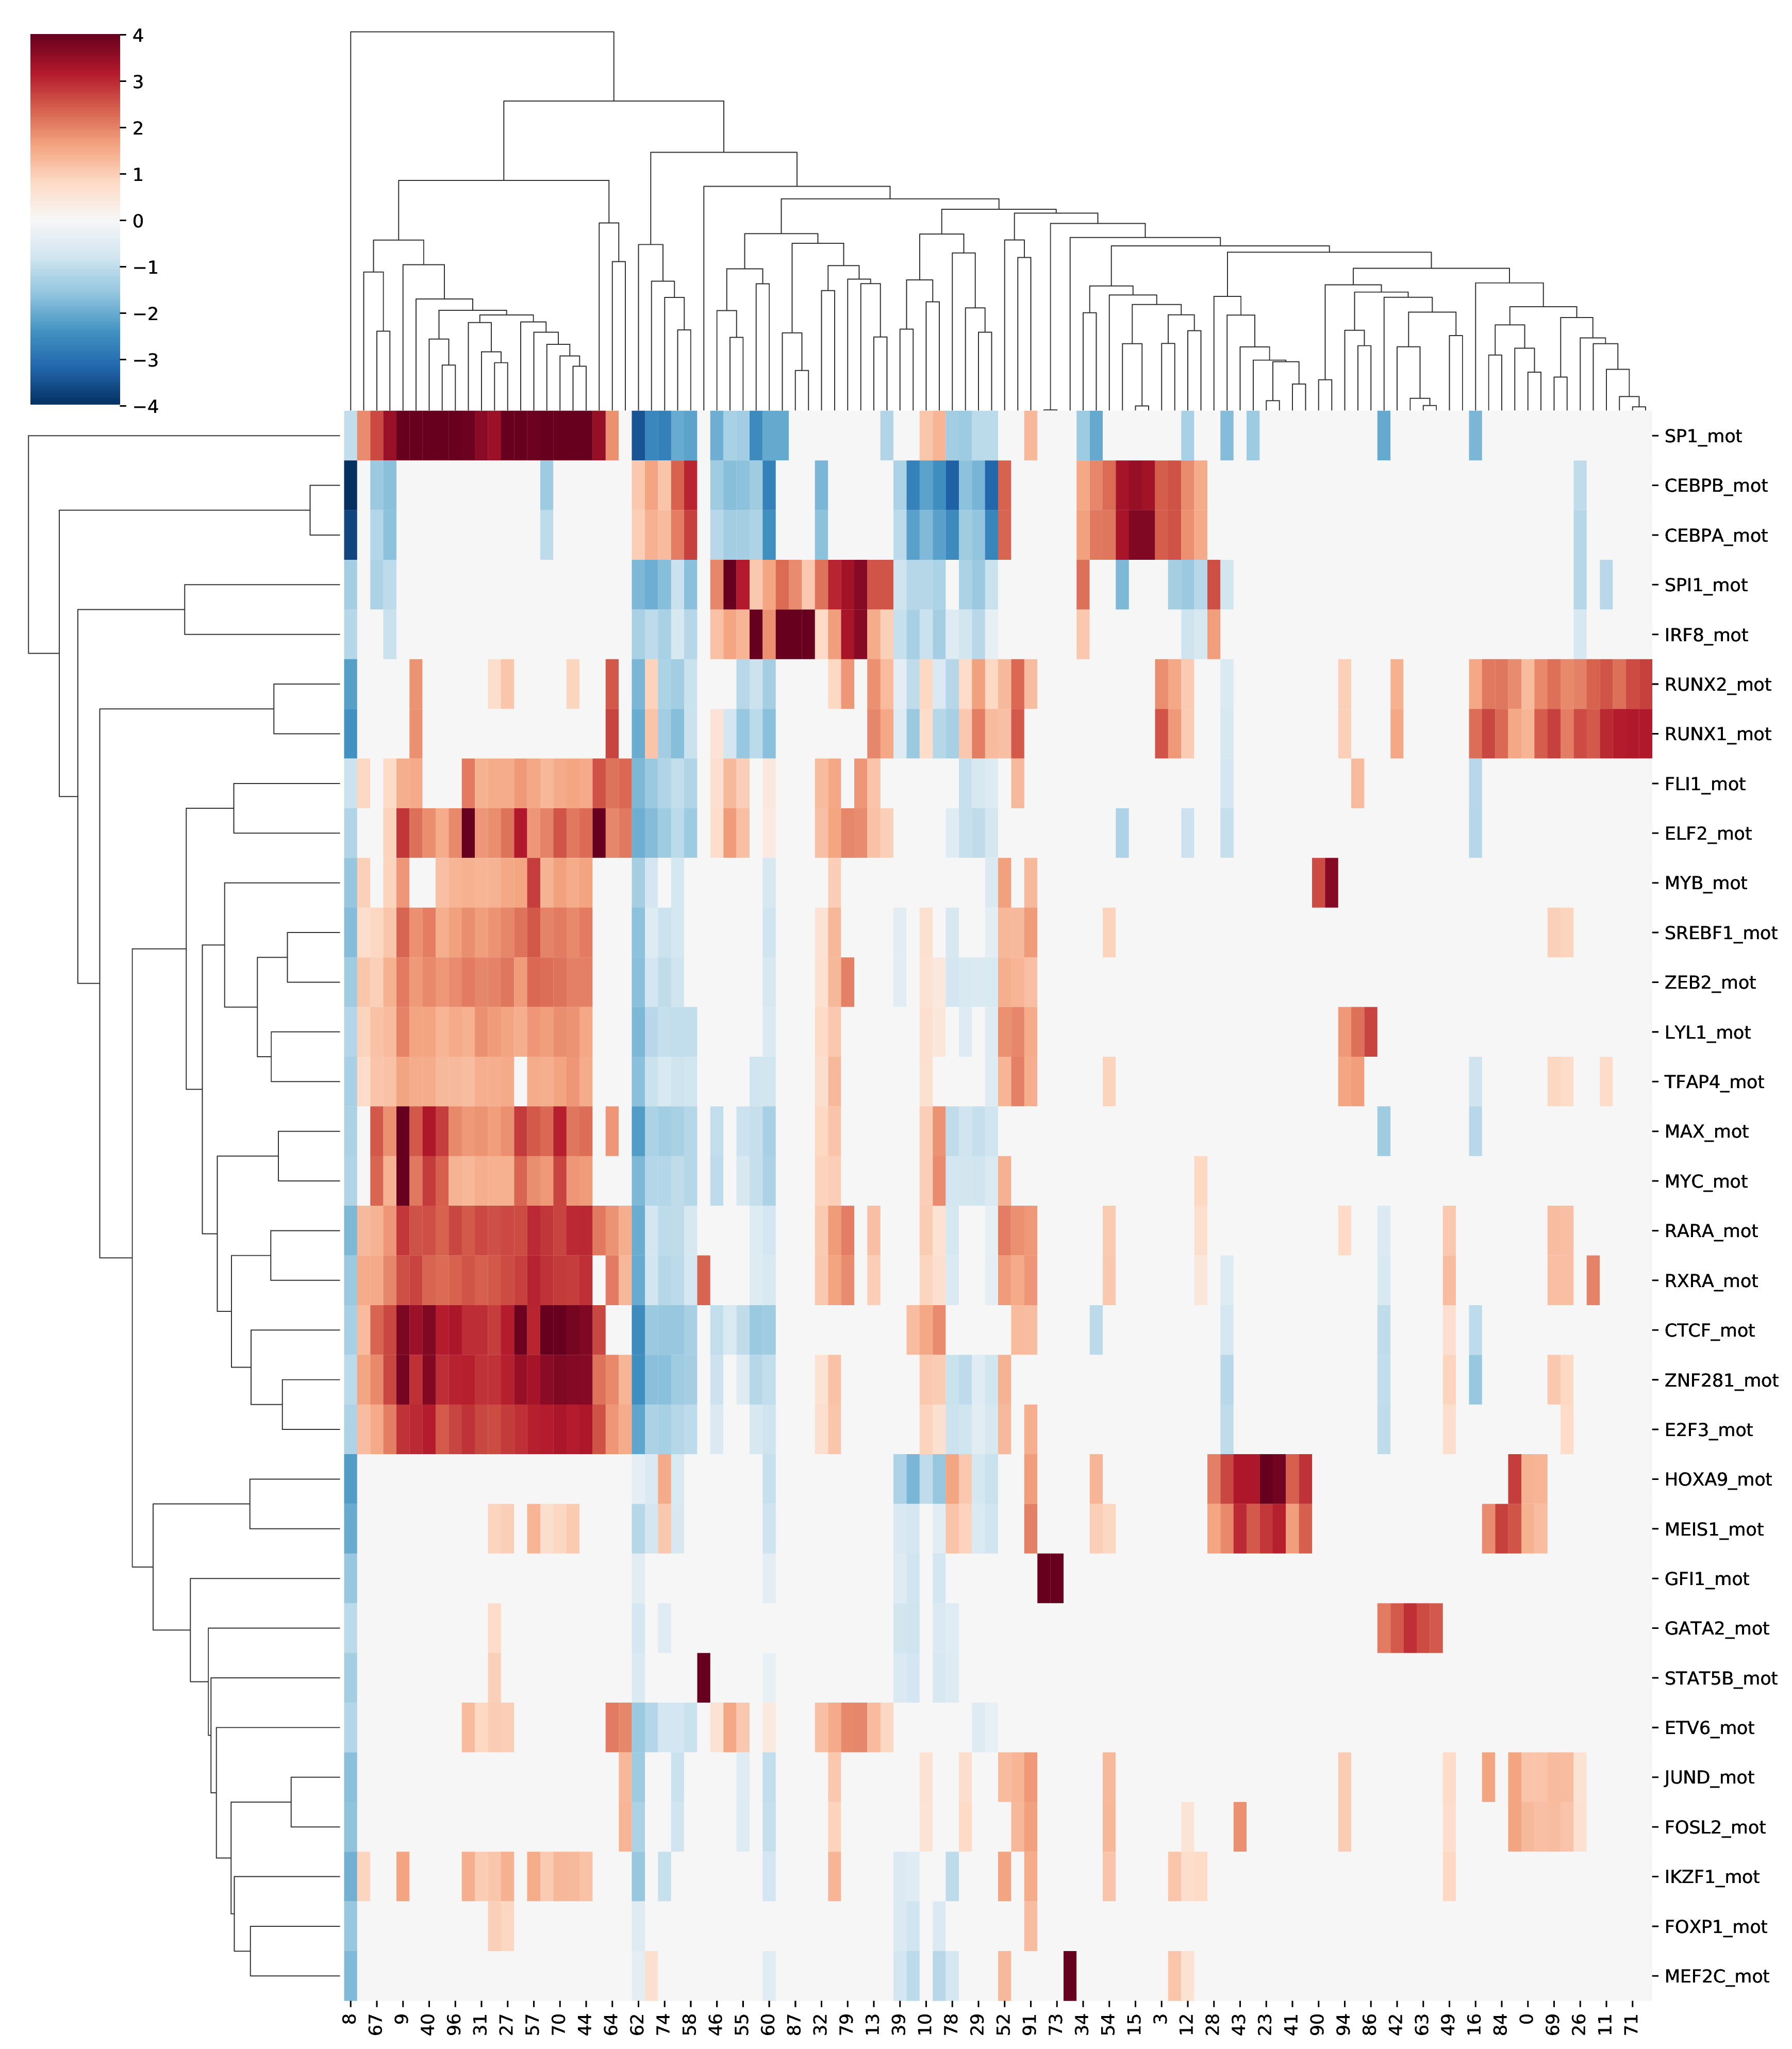 4
3
2
1
0
−1
−2
−3
−4
SP1_mot
CEBPB_mot
CEBPA_mot
SPI1_mot
IRF8_mot
RUNX2_mot
RUNX1_mot
FLI1_mot
ELF2_mot
MYB_mot
SREBF1_mot
ZEB2_mot
LYL1_mot
TFAP4_mot
MAX_mot
MYC_mot
RARA_mot
RXRA_mot
CTCF_mot
ZNF281_mot
E2F3_mot
HOXA9_mot
MEIS1_mot
GFI1_mot
GATA2_mot
STAT5B_mot
ETV6_mot
JUND_mot
FOSL2_mot
IKZF1_mot
FOXP1_mot
MEF2C_mot
8 67 9 40 96 31 27 57 70 44 64 62 74 58 46 55 60 87 32 79 13 39 10 78 29 52 91 73 34 54 15 3 12 28 43 23 41 90 94 86 42 63 49 16 84 0 69 26 11 71